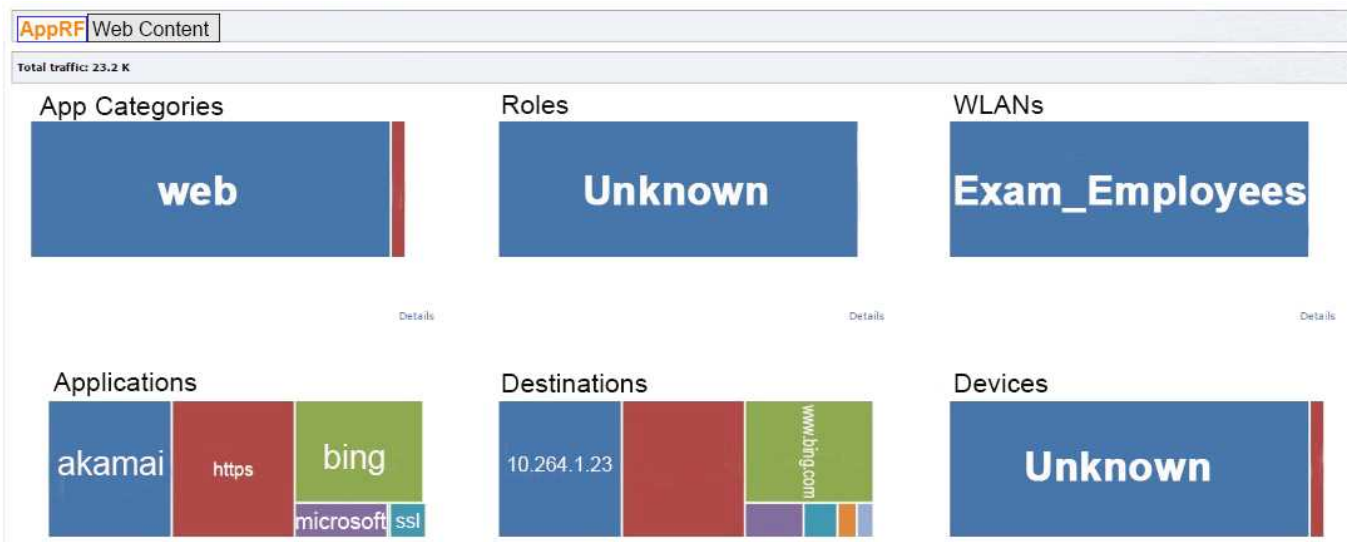 AppRF Web Content
Total traffic: 23.2 K
App Categories
Roles
WLANs
web
Unknown
Exam_Employees
Details
Details
Details
Applications
Destinations
Devices
akamai
https
bing
microsoft
ssl
10.264.1.23
www.bing.com
Unknown